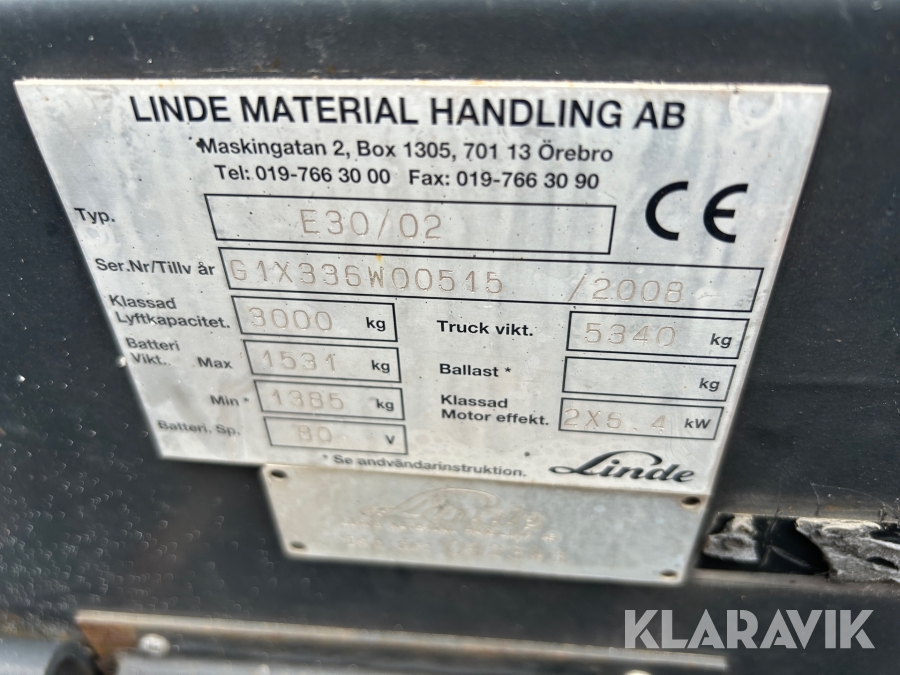 LINDE MATERIAL HANDLING AB
Maskingatan 2, Box 1305, 701 13 Örebro
Tel: 019-766 30 00 Fax: 019-766 30 90
CE
Typ. E30/02
Ser.Nr/Tillv år G1X336W00515 /2008
Klassad Lyftkapacitet. 3000 kg
Truck vikt. 5340 kg
Batteri Vikt.. Max 1531 kg
Ballast * kg
Min * 1385 kg
Klassad Motor effekt. 2X5.4 kW
Batteri. Sp. 80 V
* Se andvändarinstruktion.
Linde
Linde
KLARAVIK